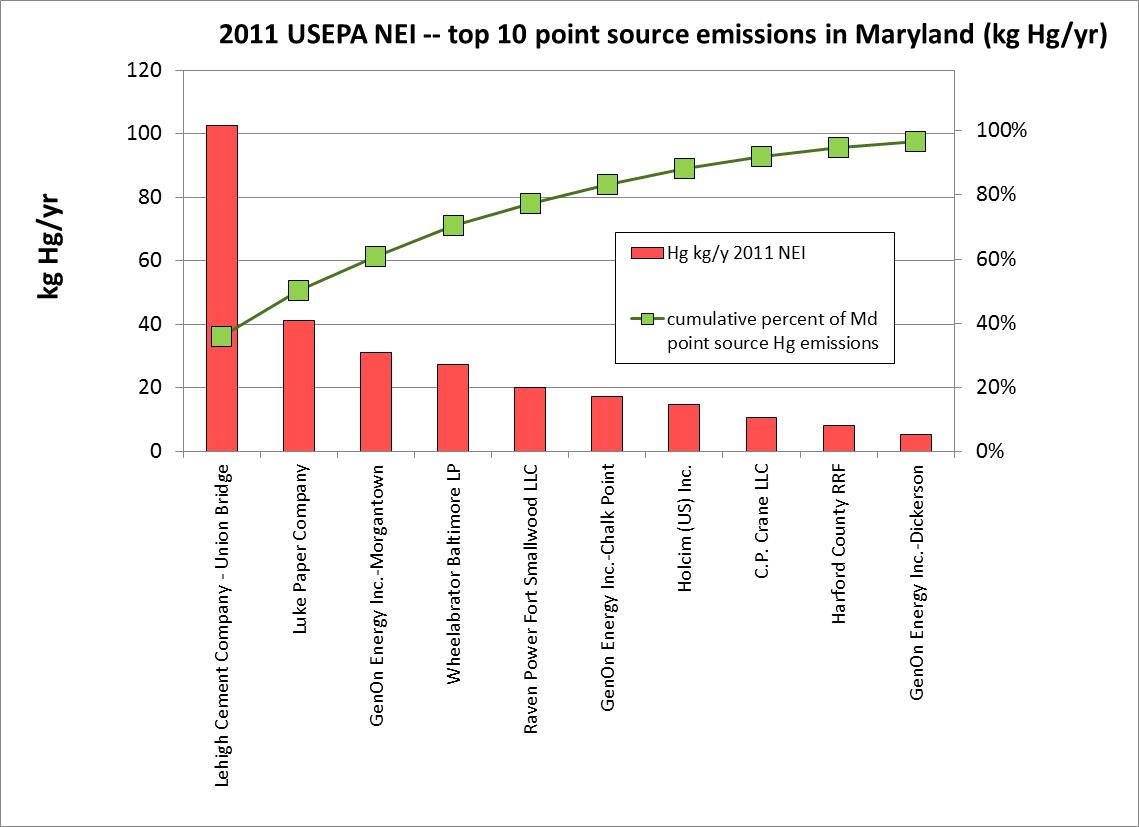 2011 USEPA NEI -- top 10 point source emissions in Maryland (kg Hg/yr)
kg Hg/yr
120
100
80
60
40
20
0
100%
80%
60%
40%
20%
0%
Hg kg/y 2011 NEI
cumulative percent of Md
point source Hg emissions
Lehigh Cement Company - Union Bridge
Luke Paper Company
GenOn Energy Inc.-Morgantown
Wheelabrator Baltimore LP
Raven Power Fort Smallwood LLC
GenOn Energy Inc.-Chalk Point
Holcim (US) Inc.
C.P. Crane LLC
Harford County RRF
GenOn Energy Inc.-Dickerson